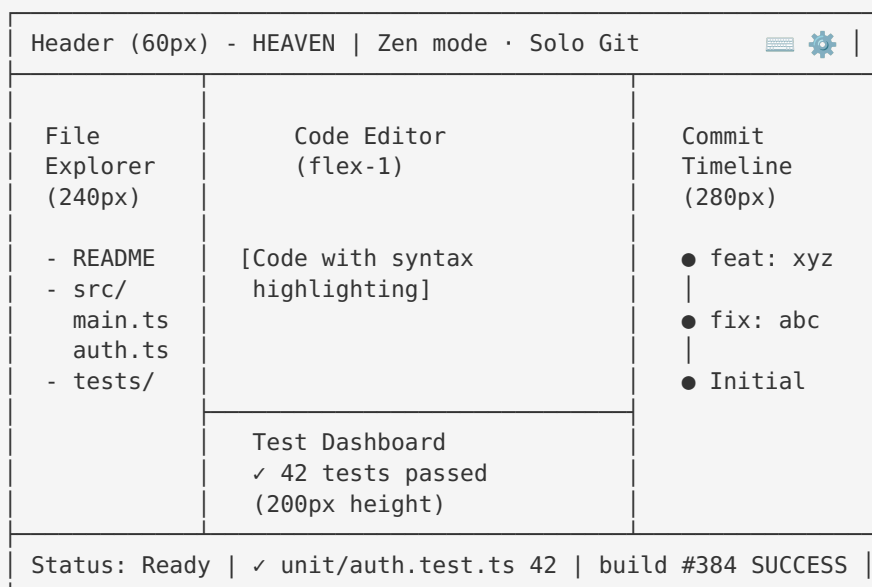 Header (60px) - HEAVEN | Zen mode · Solo Git ⌨️ ⚙️
File
Explorer
(240px)
- README
- src/
main.ts
auth.ts
- tests/
Code Editor
(flex-1)
[Code with syntax
highlighting]
Test Dashboard
✓ 42 tests passed
(200px height)
Commit
Timeline
(280px)
● feat: xyz
● fix: abc
● Initial
Status: Ready | ✓ unit/auth.test.ts 42 | build #384 SUCCESS